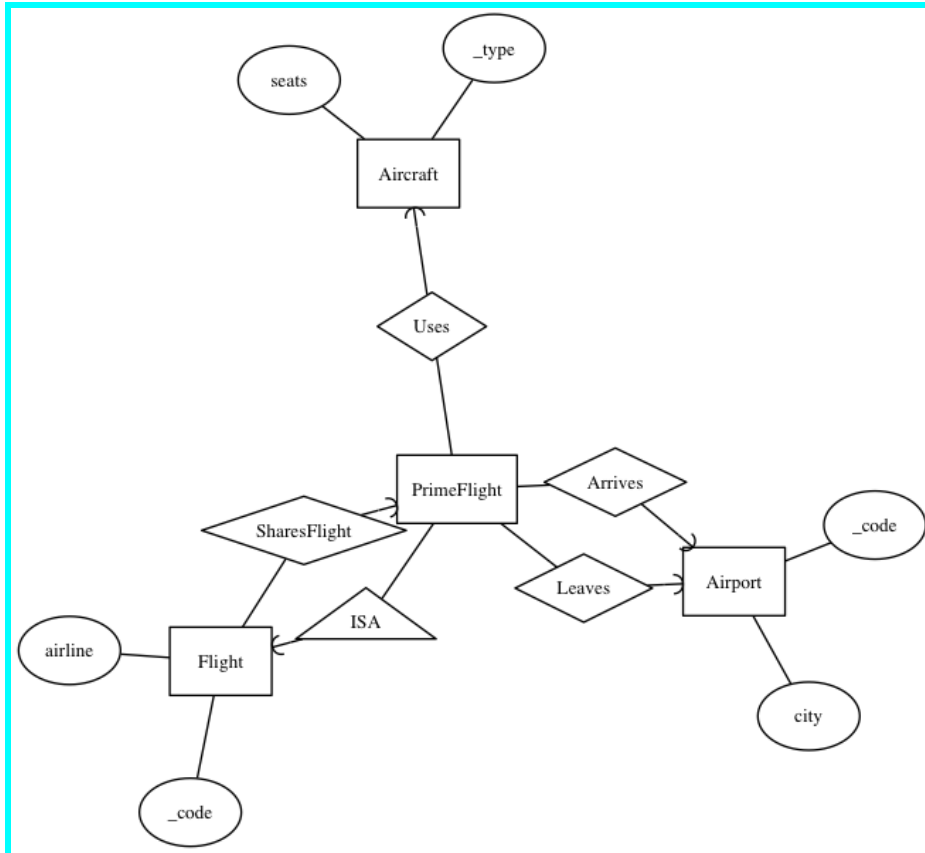 _type
seats
Aircraft
Uses
PrimeFlight
Arrives
SharesFlight
_code
Airport
Leaves
ISA
airline
Flight
city
_code